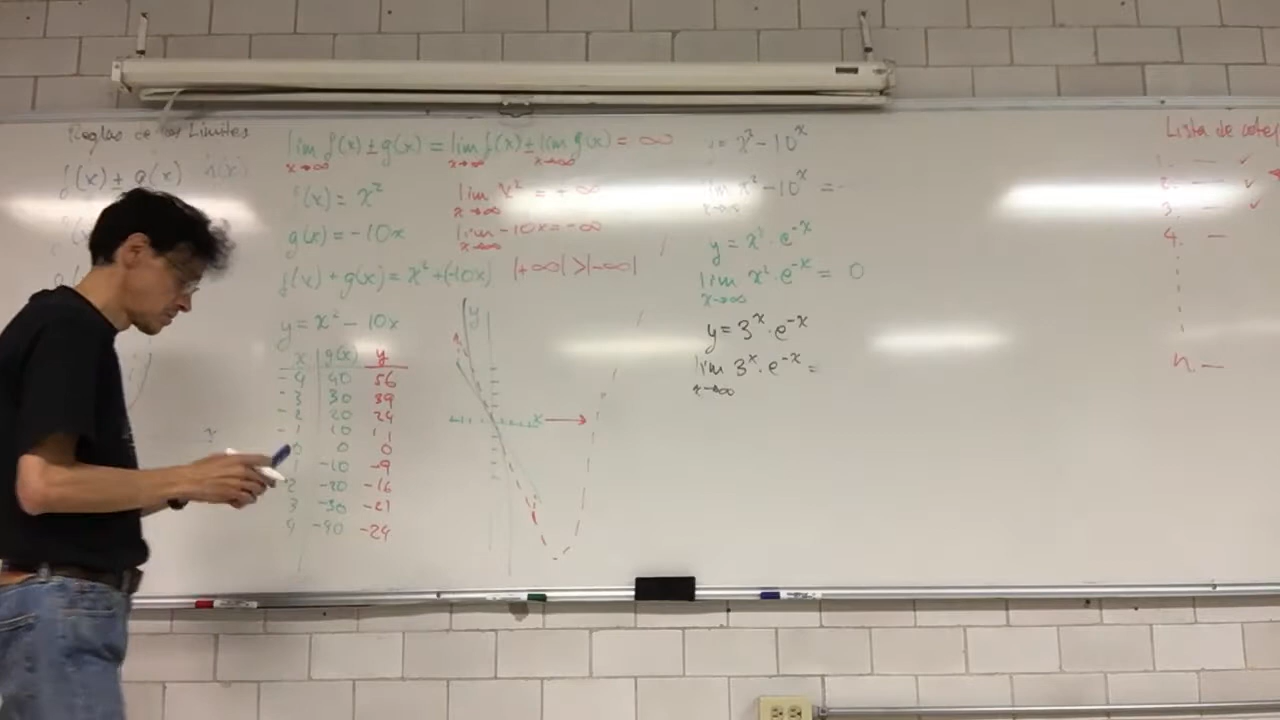 Reglas de los Límites
f(x) ± g(x)
lim f(x) ± g(x) = lim f(x) ± lim g(x) = ∞
x→∞ x→∞ x→∞
f(x) = x²
lim x² = +∞
x→∞
g(x) = -10x
lim -10x = -∞
x→∞
f(x) + g(x) = x² + (-10x)
|+∞| > |-∞|
y = x² - 10x
x g(x) y
-4 40 56
-3 30 39
-2 20 24
-1 10 11
0 0 0
1 -10 -9
2 -20 -16
3 -30 -21
4 -40 -24
y
x
lim x² - 10^x = -
x→∞
y = x² · e^-x
lim x² · e^-x = 0
x→∞
y = 3^x · e^-x
lim 3^x · e^-x =
x→∞
Lista de
1. — ✓
2. — ✓
3. — ✓
4. —
n. —